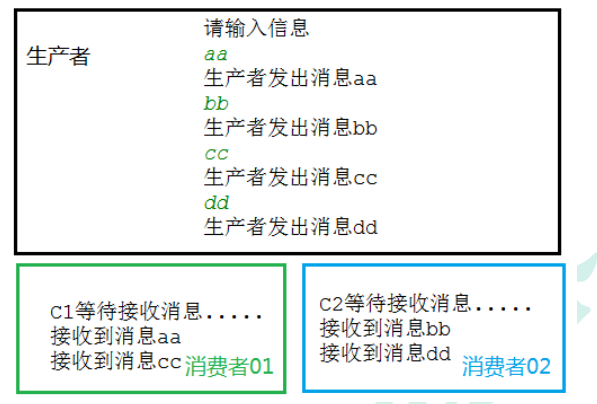 生产者
请输入信息
aa
生产者发出消息aa
bb
生产者发出消息bb
cc
生产者发出消息cc
dd
生产者发出消息dd
C1等待接收消息.....
接收到消息aa
接收到消息cc
消费者01
C2等待接收消息.....
接收到消息bb
接收到消息dd
消费者02